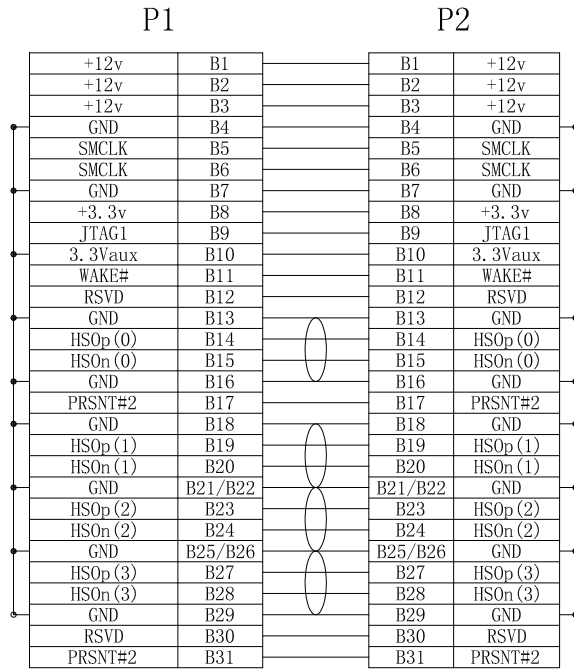 P1 P2
+12v B1 B1 +12v
+12v B2 B2 +12v
+12v B3 B3 +12v
GND B4 B4 GND
SMCLK B5 B5 SMCLK
SMCLK B6 B6 SMCLK
GND B7 B7 GND
+3.3v B8 B8 +3.3v
JTAG1 B9 B9 JTAG1
3.3Vaux B10 B10 3.3Vaux
WAKE# B11 B11 WAKE#
RSVD B12 B12 RSVD
GND B13 B13 GND
HSOp(0) B14 B14 HSOp(0)
HSOn(0) B15 B15 HSOn(0)
GND B16 B16 GND
PRSNT#2 B17 B17 PRSNT#2
GND B18 B18 GND
HSOp(1) B19 B19 HSOp(1)
HSOn(1) B20 B20 HSOn(1)
GND B21/B22 B21/B22 GND
HSOp(2) B23 B23 HSOp(2)
HSOn(2) B24 B24 HSOn(2)
GND B25/B26 B25/B26 GND
HSOp(3) B27 B27 HSOp(3)
HSOn(3) B28 B28 HSOn(3)
GND B29 B29 GND
RSVD B30 B30 RSVD
PRSNT#2 B31 B31 PRSNT#2